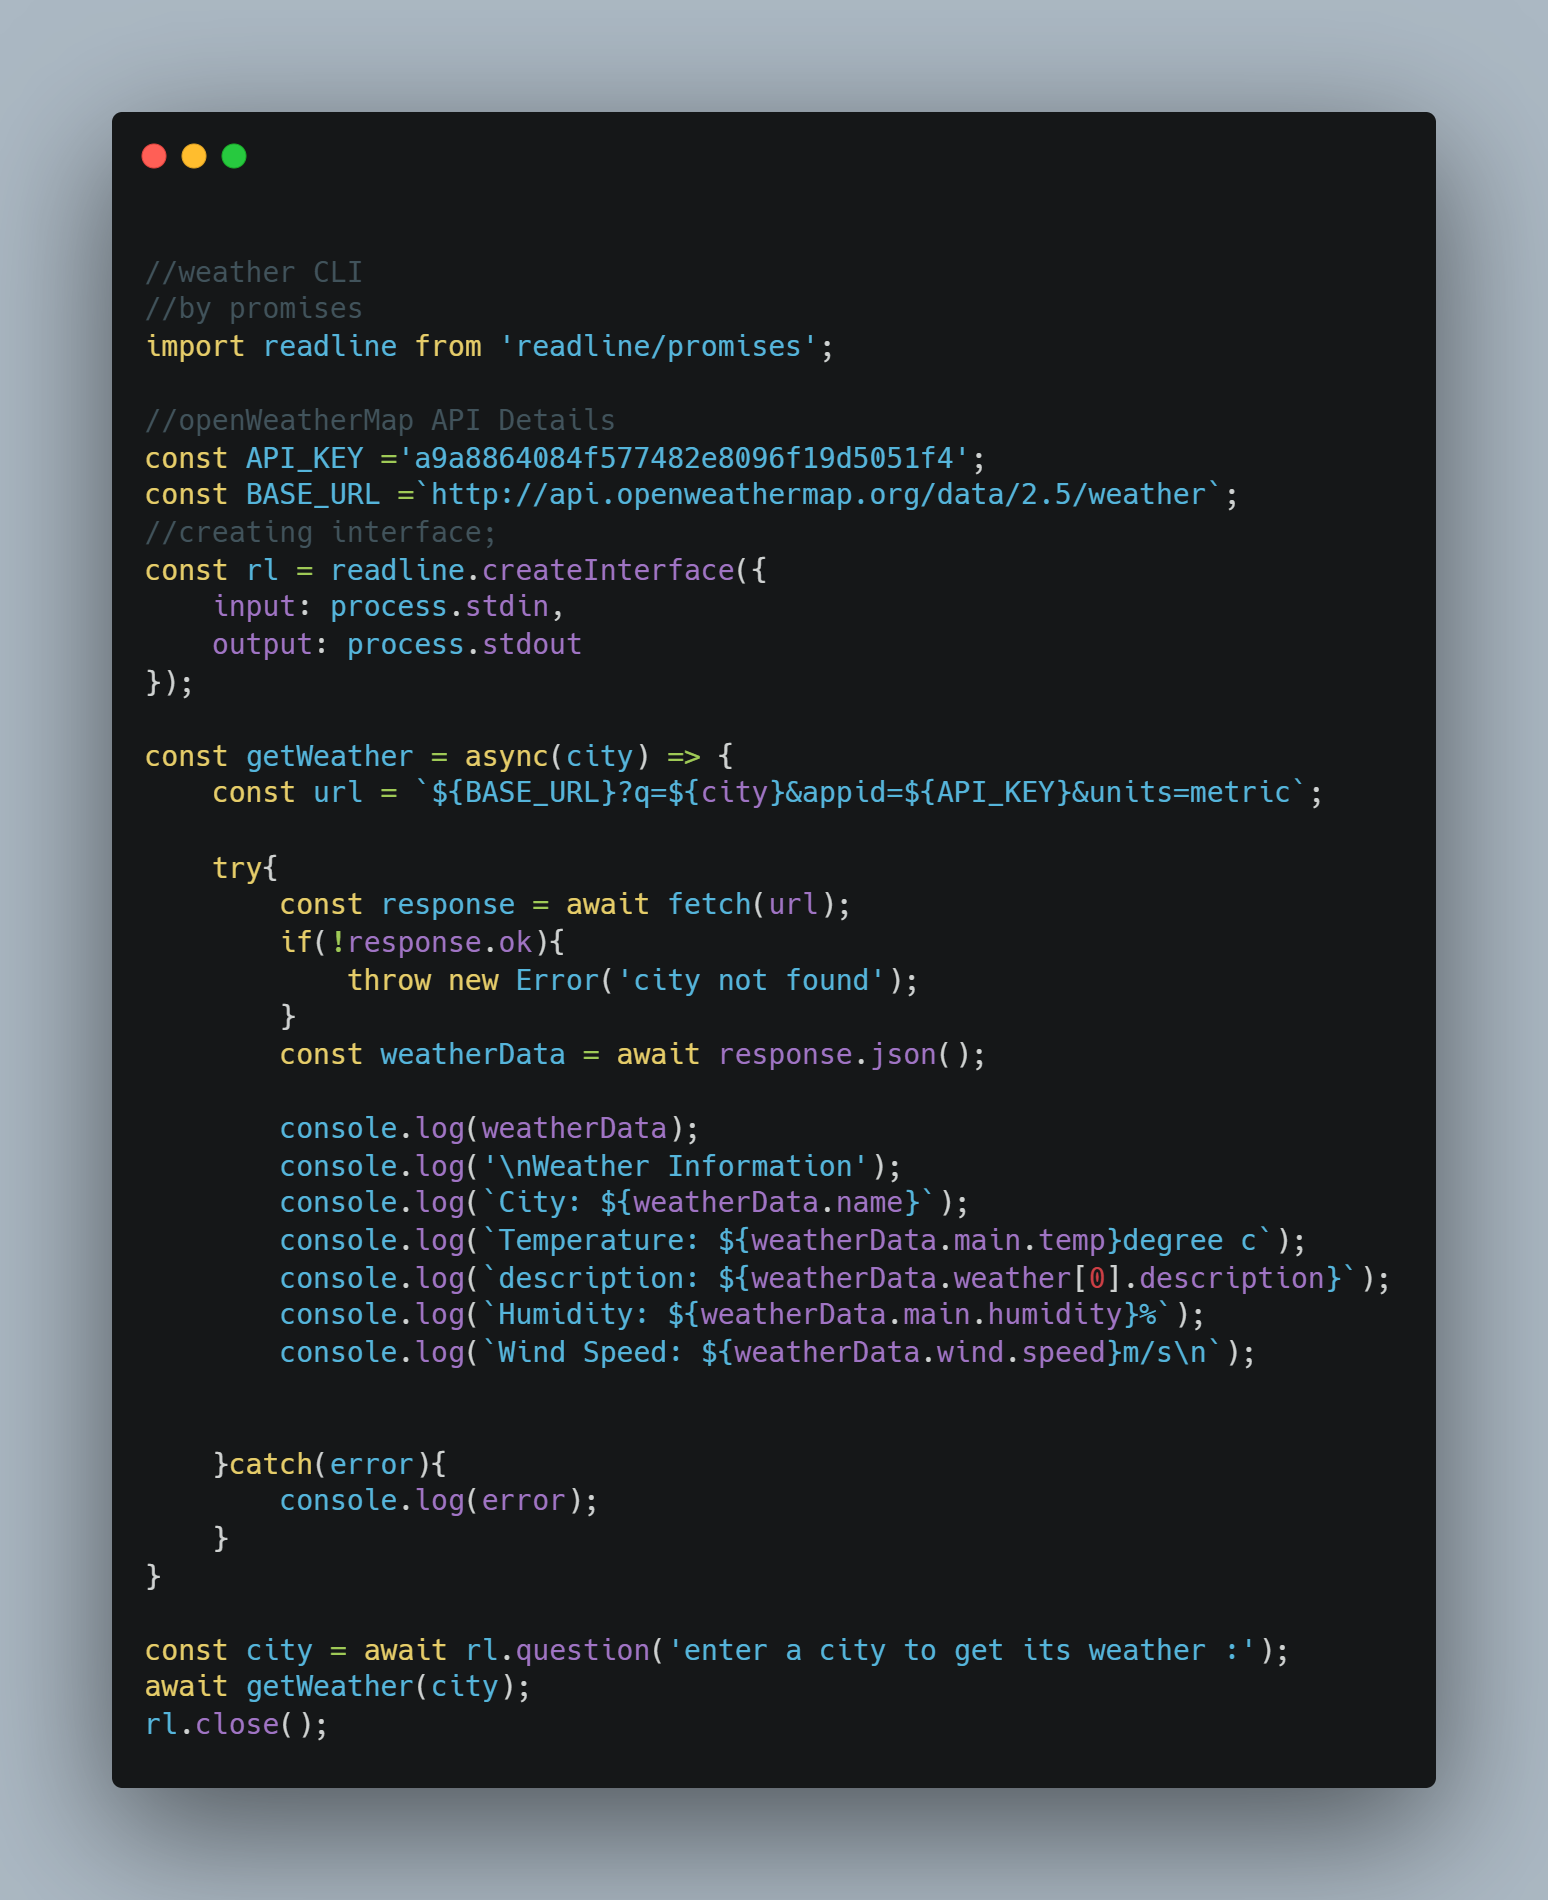 //weather CLI
//by promises
import readline from 'readline/promises';
//openWeatherMap API Details
const API_KEY ='a9a8864084f577482e8096f19d5051f4';
const BASE_URL =`http://api.openweathermap.org/data/2.5/weather`;
//creating interface;
const rl = readline.createInterface({
    input: process.stdin,
    output: process.stdout
});
const getWeather = async(city) => {
    const url = `${BASE_URL}?q=${city}&appid=${API_KEY}&units=metric`;
    try{
        const response = await fetch(url);
        if(!response.ok){
            throw new Error('city not found');
        }
        const weatherData = await response.json();
        console.log(weatherData);
        console.log('\nWeather Information');
        console.log(`City: ${weatherData.name}`);
        console.log(`Temperature: ${weatherData.main.temp}degree c`);
        console.log(`description: ${weatherData.weather[0].description}`);
        console.log(`Humidity: ${weatherData.main.humidity}%`);
        console.log(`Wind Speed: ${weatherData.wind.speed}m/s\n`);
    }catch(error){
        console.log(error);
    }
}
const city = await rl.question('enter a city to get its weather :');
await getWeather(city);
rl.close();